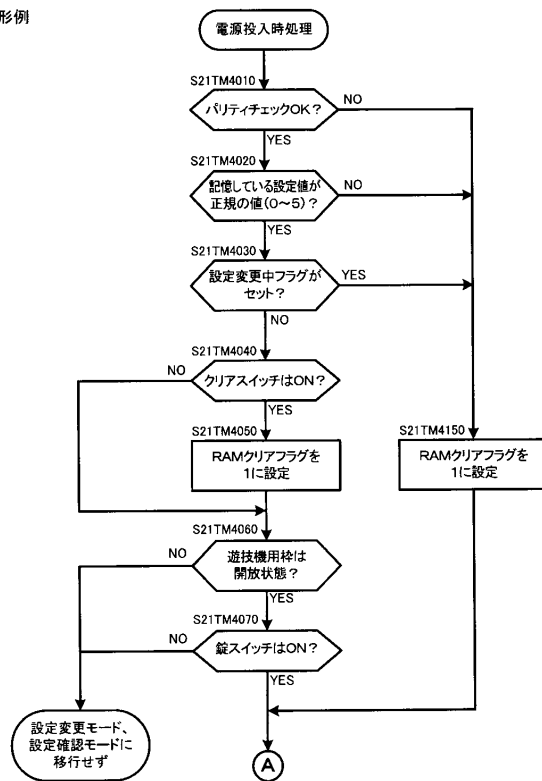 形例
電源投入時処理
S21TM4010
パリティチェックOK?
NO
YES
S21TM4020
記憶している設定値が
正規の値(0~5)?
NO
YES
S21TM4030
設定変更中フラグが
セット?
YES
NO
S21TM4040
NO
クリアスイッチはON?
YES
S21TM4050
RAMクリアフラグを
1に設定
S21TM4150
RAMクリアフラグを
1に設定
S21TM4060
NO
遊技機用枠は
開放状態?
YES
S21TM4070
NO
錠スイッチはON?
YES
設定変更モード、
設定確認モードに
移行せず
A